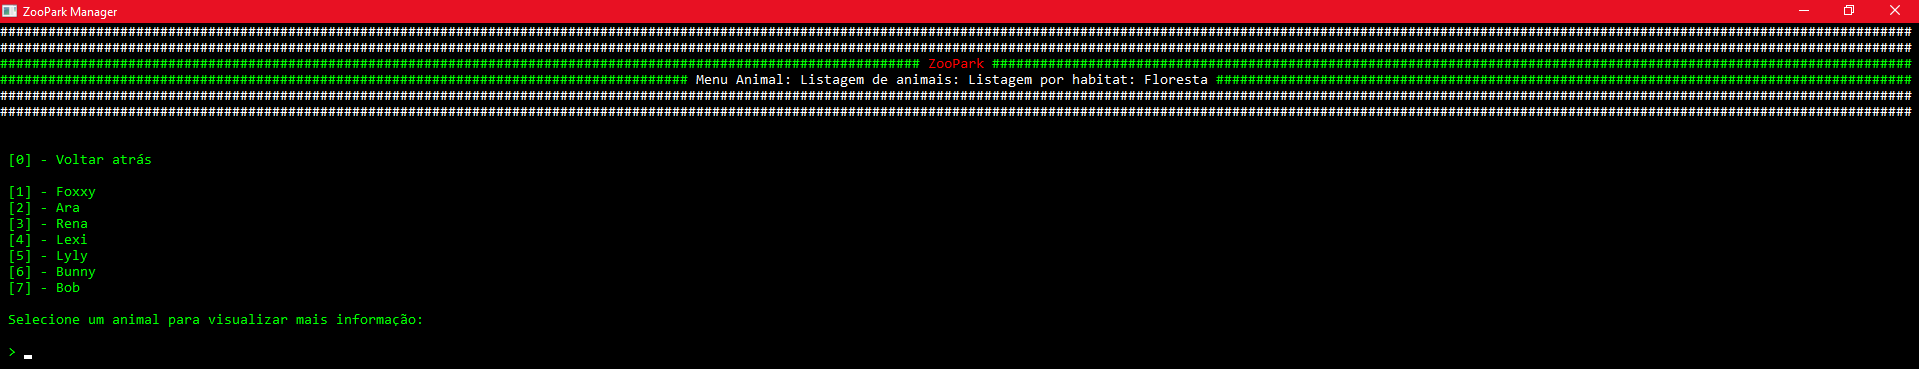 ZooPark Manager
###############################################################################################################################################################################################################################################
###############################################################################################################################################################################################################################################
################################################################################################################### ZooPark ###################################################################################################################
###################################################################################### Menu Animal: Listagem de animais: Listagem por habitat: Floresta #######################################################################################
###############################################################################################################################################################################################################################################
###############################################################################################################################################################################################################################################
[0] - Voltar atrás
[1] - Foxxy
[2] - Ara
[3] - Rena
[4] - Lexi
[5] - Lyly
[6] - Bunny
[7] - Bob
Selecione um animal para visualizar mais informação:
>